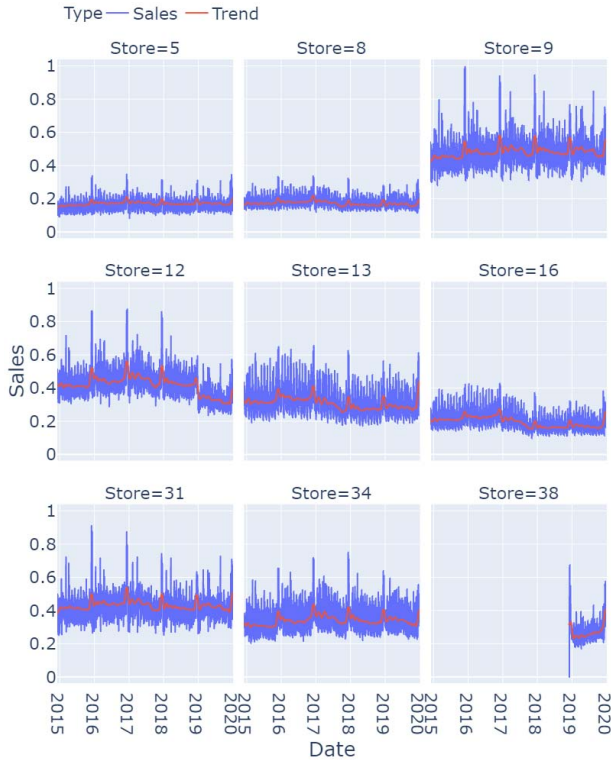 Type Sales Trend
Store=5 Store=8 Store=9
1
0.8
0.6
0.4
0.2
0
Store=12 Store=13 Store=16
1
0.8
0.6
0.4
0.2
0
Sales
Store=31 Store=34 Store=38
1
0.8
0.6
0.4
0.2
0
2015 2016 2017 2018 2019 2020 2015 2016 2017 2018 2019 2020 2015 2016 2017 2018 2019 2020
Date